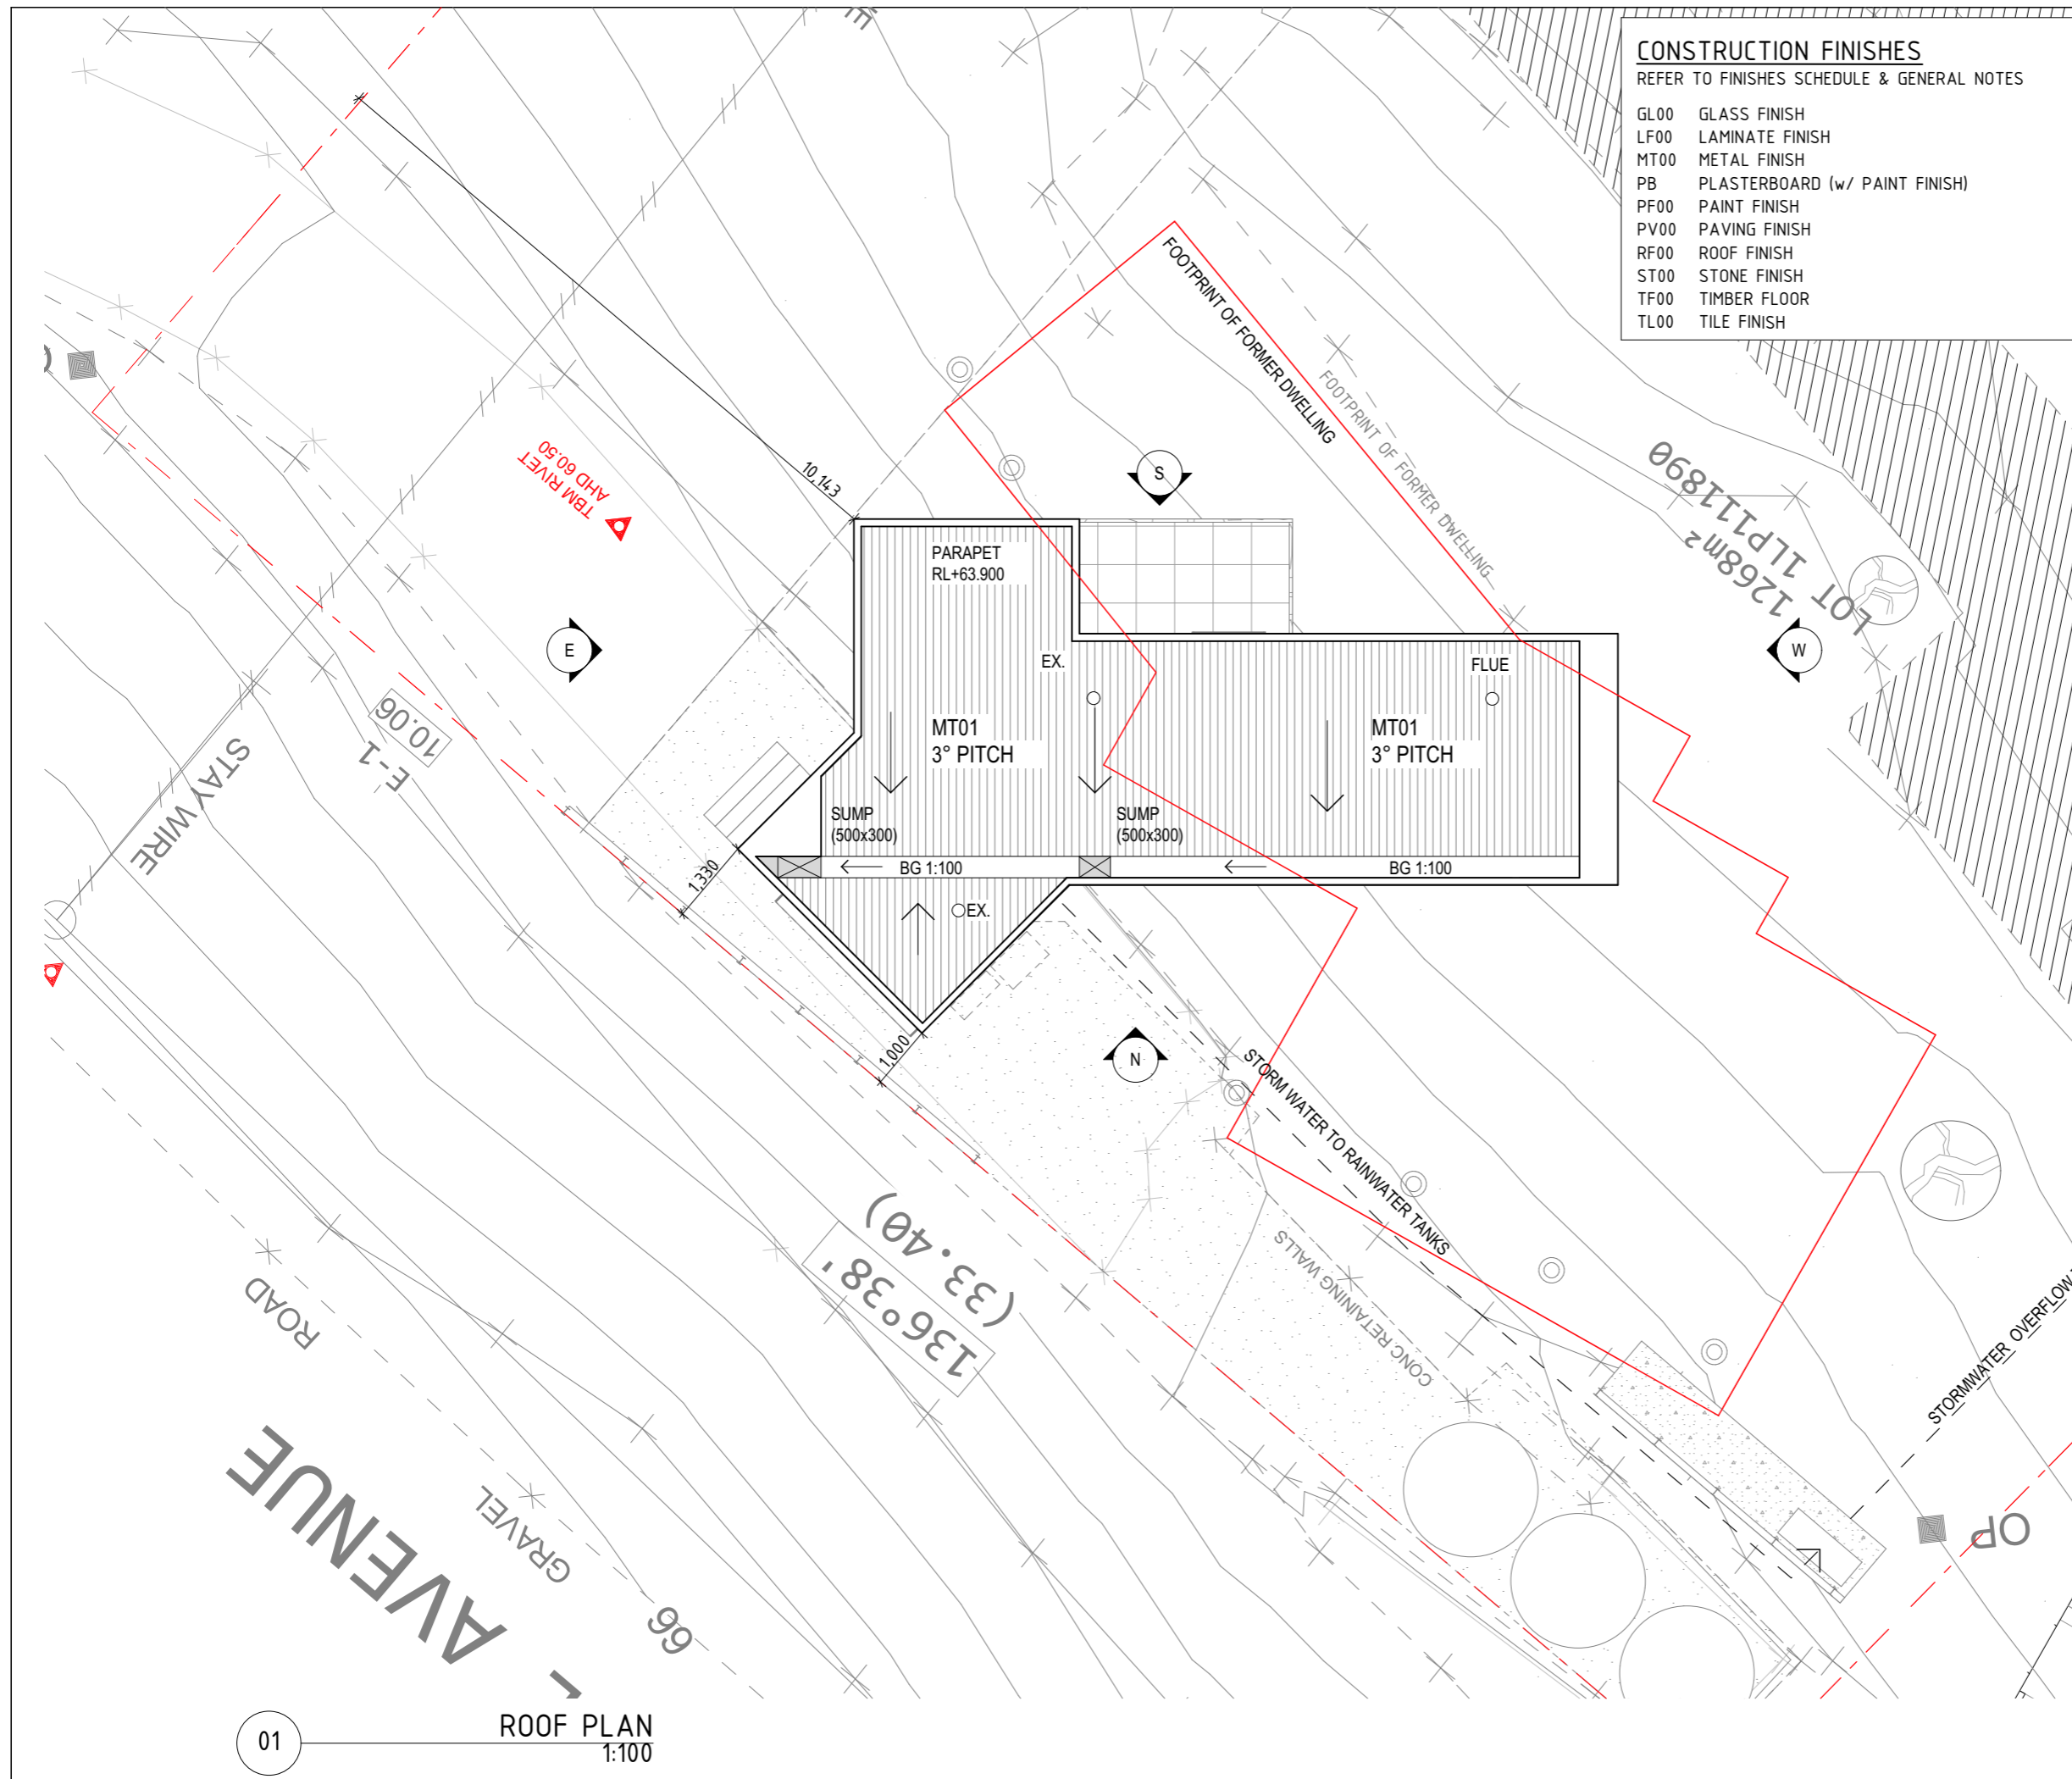 CONSTRUCTION FINISHES
REFER TO FINISHES SCHEDULE & GENERAL NOTES
GL00 GLASS FINISH
LF00 LAMINATE FINISH
MT00 METAL FINISH
PB PLASTERBOARD (w/ PAINT FINISH)
PF00 PAINT FINISH
PV00 PAVING FINISH
RF00 ROOF FINISH
ST00 STONE FINISH
TF00 TIMBER FLOOR
TL00 TILE FINISH
FOOTPRINT OF FORMER DWELLING
FOOTPRINT OF FORMER DWELLING
10,143
TBM RIVET
AHD 60.50
S
LOT 1LP111890
1268m²
PARAPET
RL+63.900
E
EX.
FLUE
W
MT01
3° PITCH
MT01
3° PITCH
10.06
E-1
STAY WIRE
SUMP
(500x300)
SUMP
(500x300)
BG 1:100
BG 1:100
1,330
EX.
1,000
N
STORM WATER TO RAINWATER TANKS
CONC RETAINING WALLS
(33.40)
136°38'
STORMWATER OVERFLOW
ROAD
GRAVEL
AVENUE
66
OP
01
ROOF PLAN
1:100